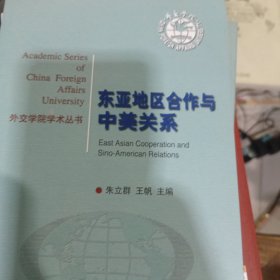 Academic Series
of
China Foreign
Affairs
University
外交学院学术丛书
东亚地区合作与
中美关系
East Asian Cooperation and
Sino-American Relations
朱立群 王帆 主编